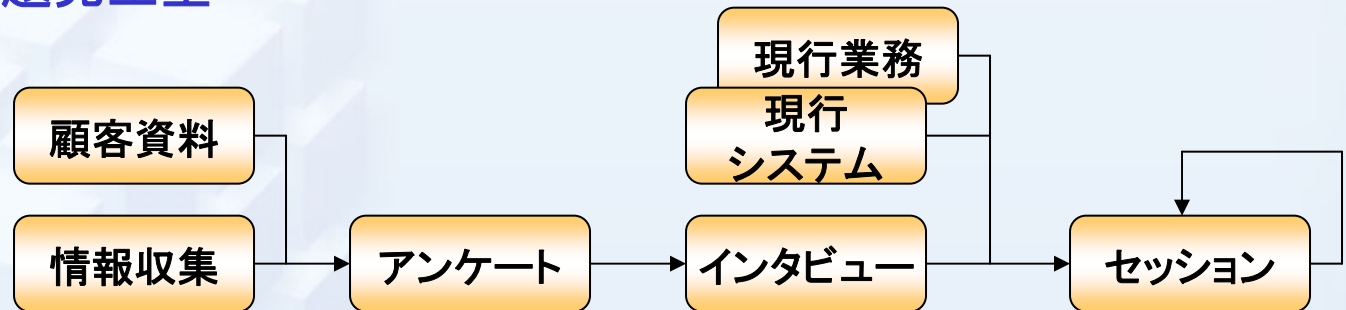 現行業務
現行
システム
顧客資料
情報収集
アンケート
インタビュー
セッション